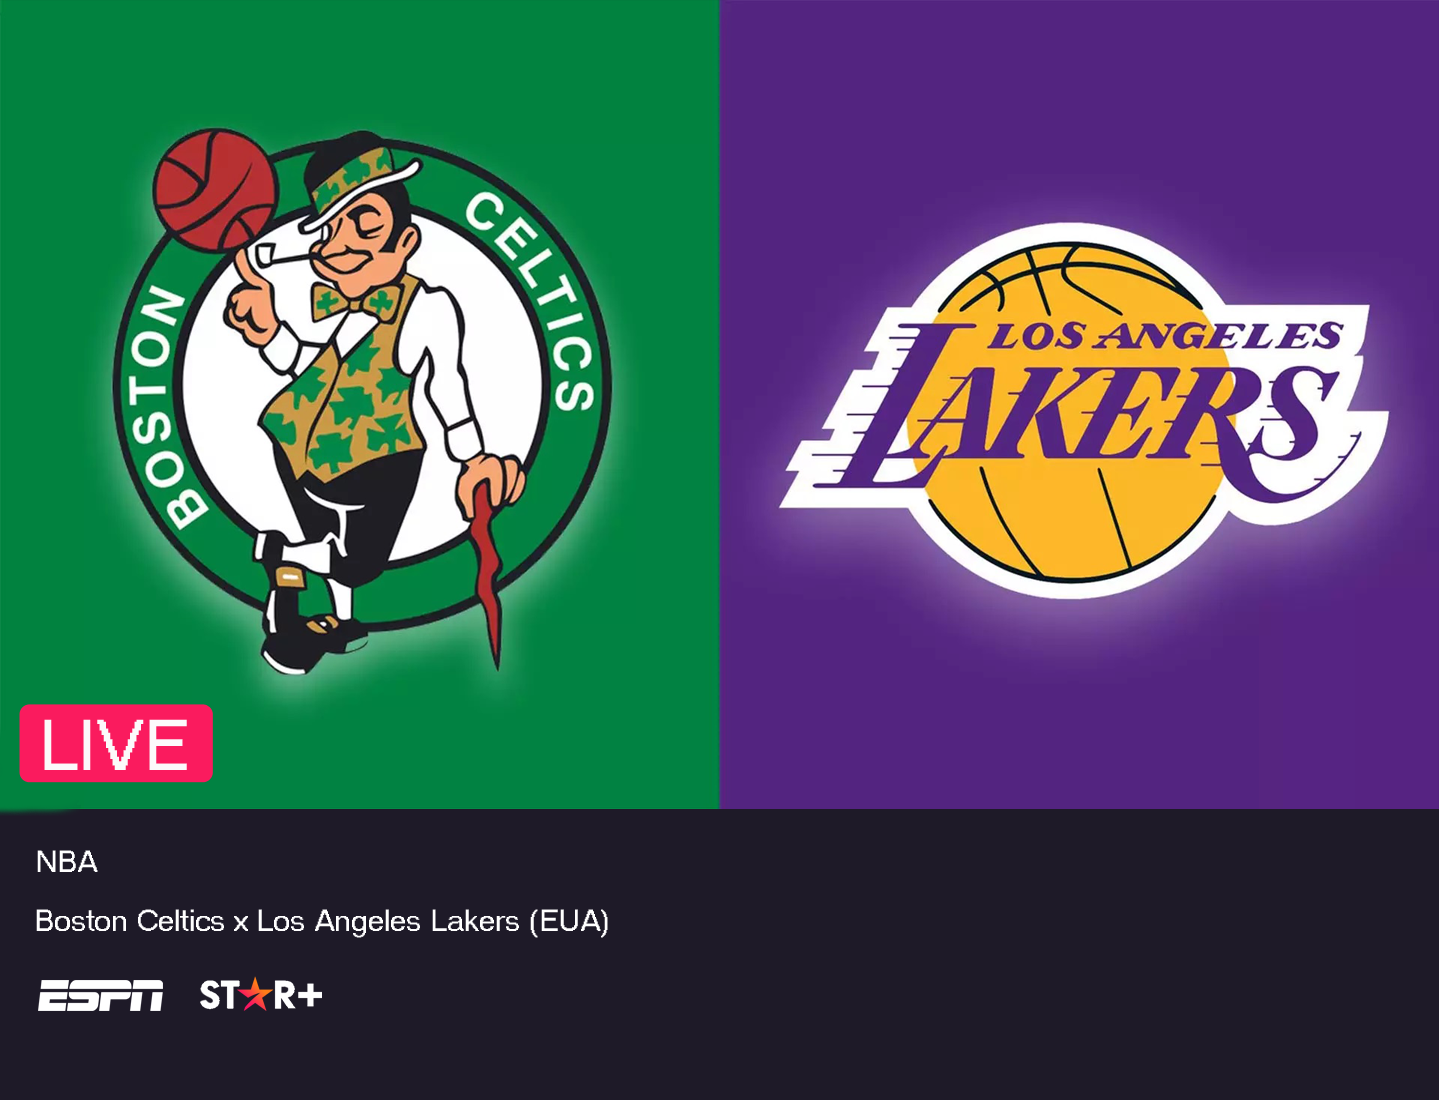 BOSTON CELTICS
LOS ANGELES
LAKERS
LIVE
NBA
Boston Celtics x Los Angeles Lakers (EUA)
ESPN STAR+